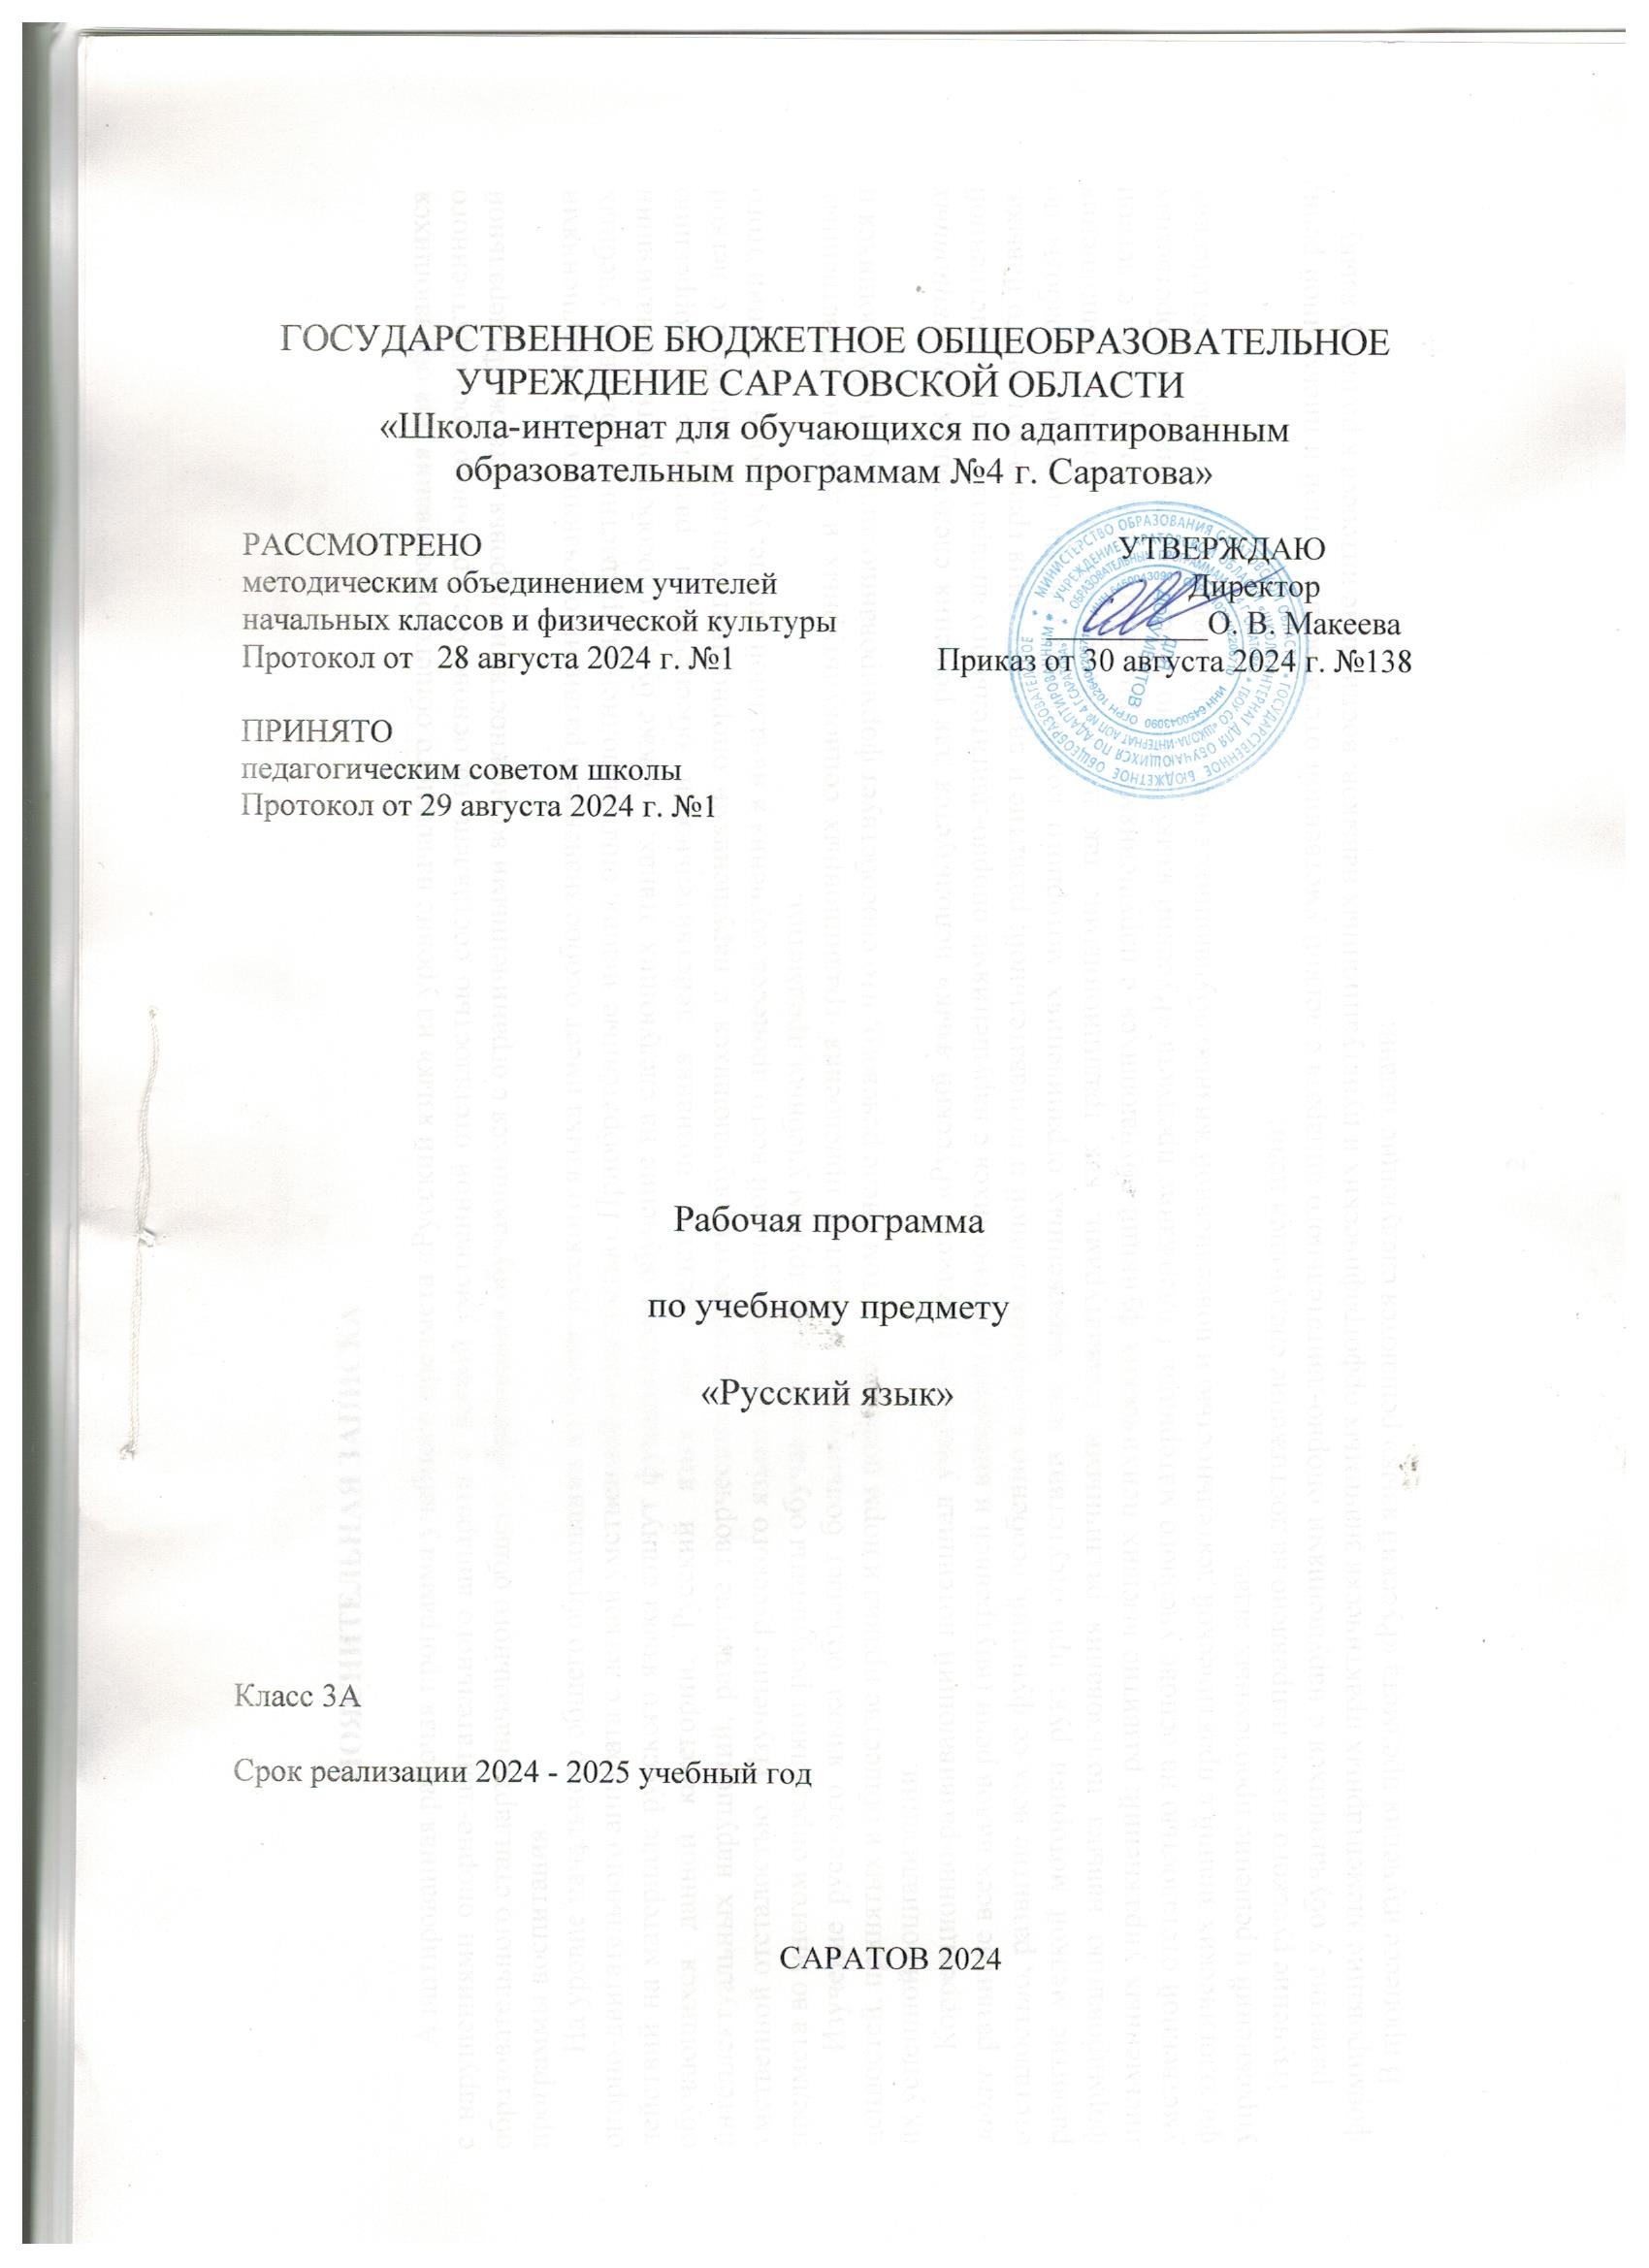 ГОСУДАРСТВЕННОЕ БЮДЖЕТНОЕ ОБЩЕОБРАЗОВАТЕЛЬНОЕ
УЧРЕЖДЕНИЕ САРАТОВСКОЙ ОБЛАСТИ
«Школа-интернат для обучающихся по адаптированным
образовательным программам №4 г. Саратова»
РАССМОТРЕНО
методическим объединением учителей
начальных классов и физической культуры
Протокол от 28 августа 2024 г. №1
УТВЕРЖДАЮ
Директор
____________О. В. Макеева
Приказ от 30 августа 2024 г. №138
ДЛЯ
ДОКУМЕНТОВ
ПРИНЯТО
педагогическим советом школы
Протокол от 29 августа 2024 г. №1
Рабочая программа
по учебному предмету
«Русский язык»
Класс 3А
Срок реализации 2024 - 2025 учебный год
САРАТОВ 2024